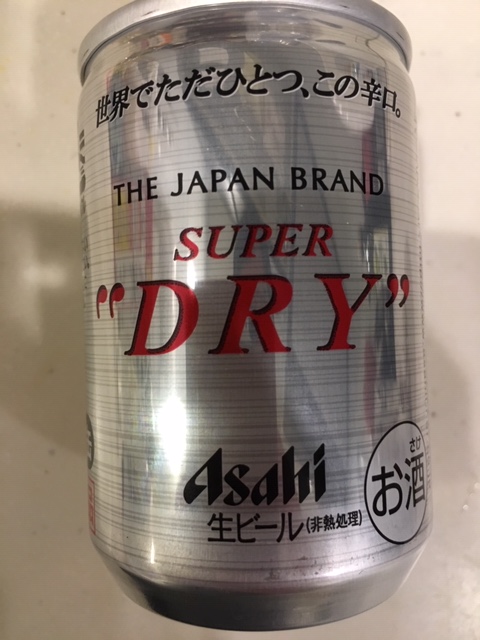 世界でただひとつ、この辛口。
THE JAPAN BRAND
SUPER
“DRY”
Asahi
生ビール(非熱処理)
さけ
お酒